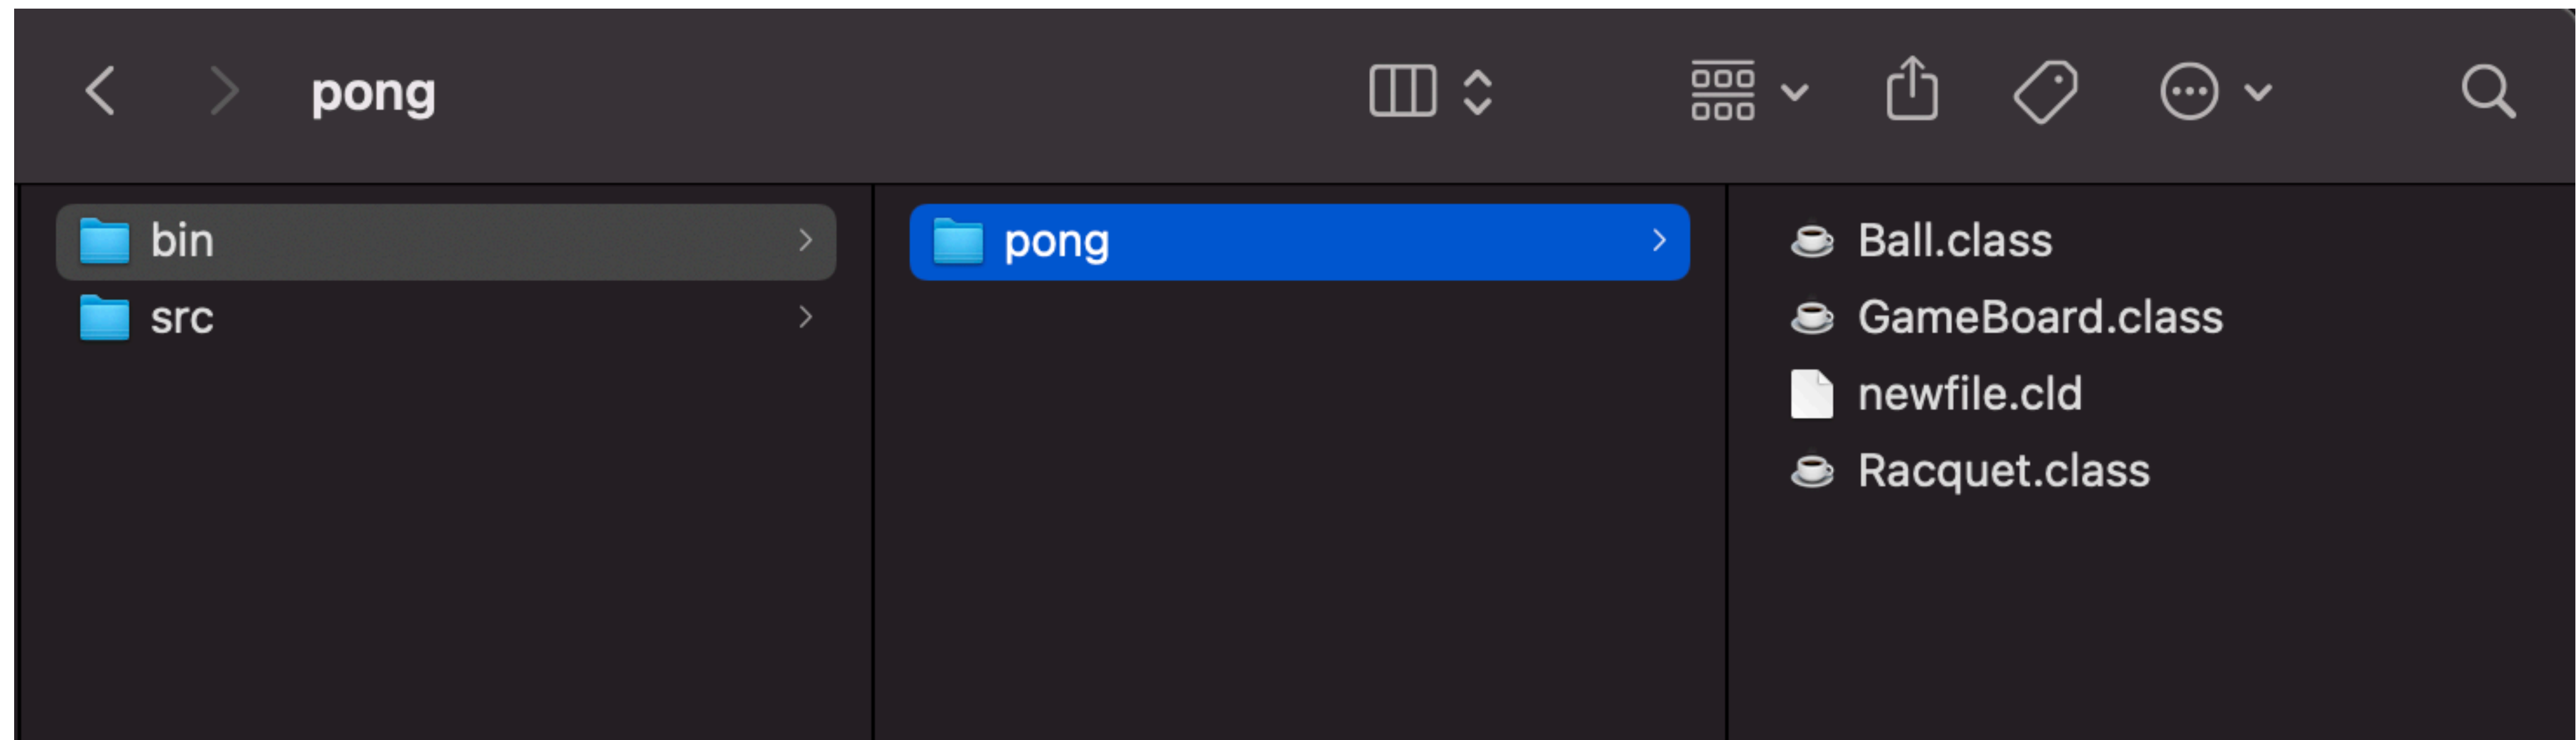 pong
bin
src
pong
Ball.class
GameBoard.class
newfile.cld
Racquet.class